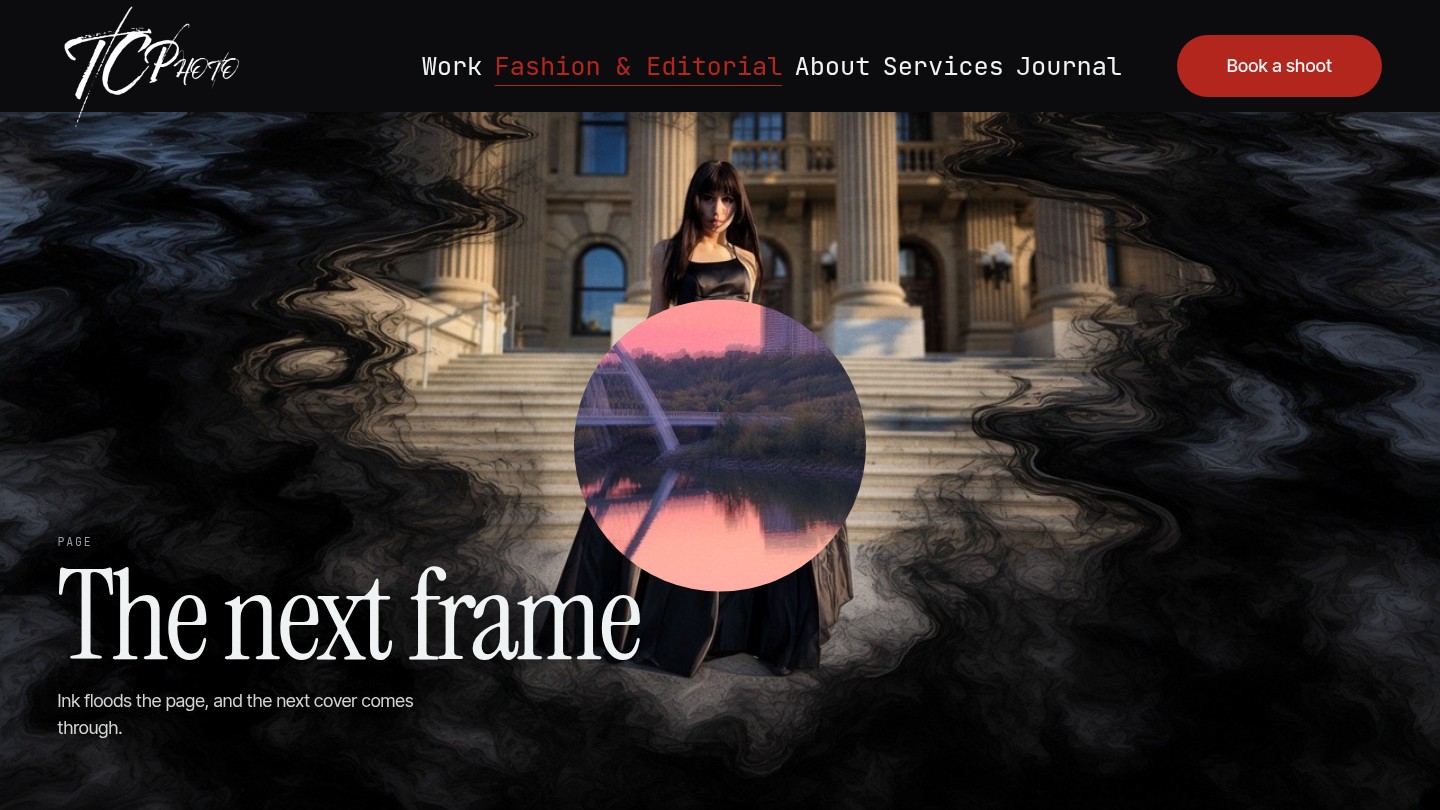 TCPHOTO
Work Fashion & Editorial About Services Journal
Book a shoot
PAGE
The next frame
Ink floods the page, and the next cover comes
through.